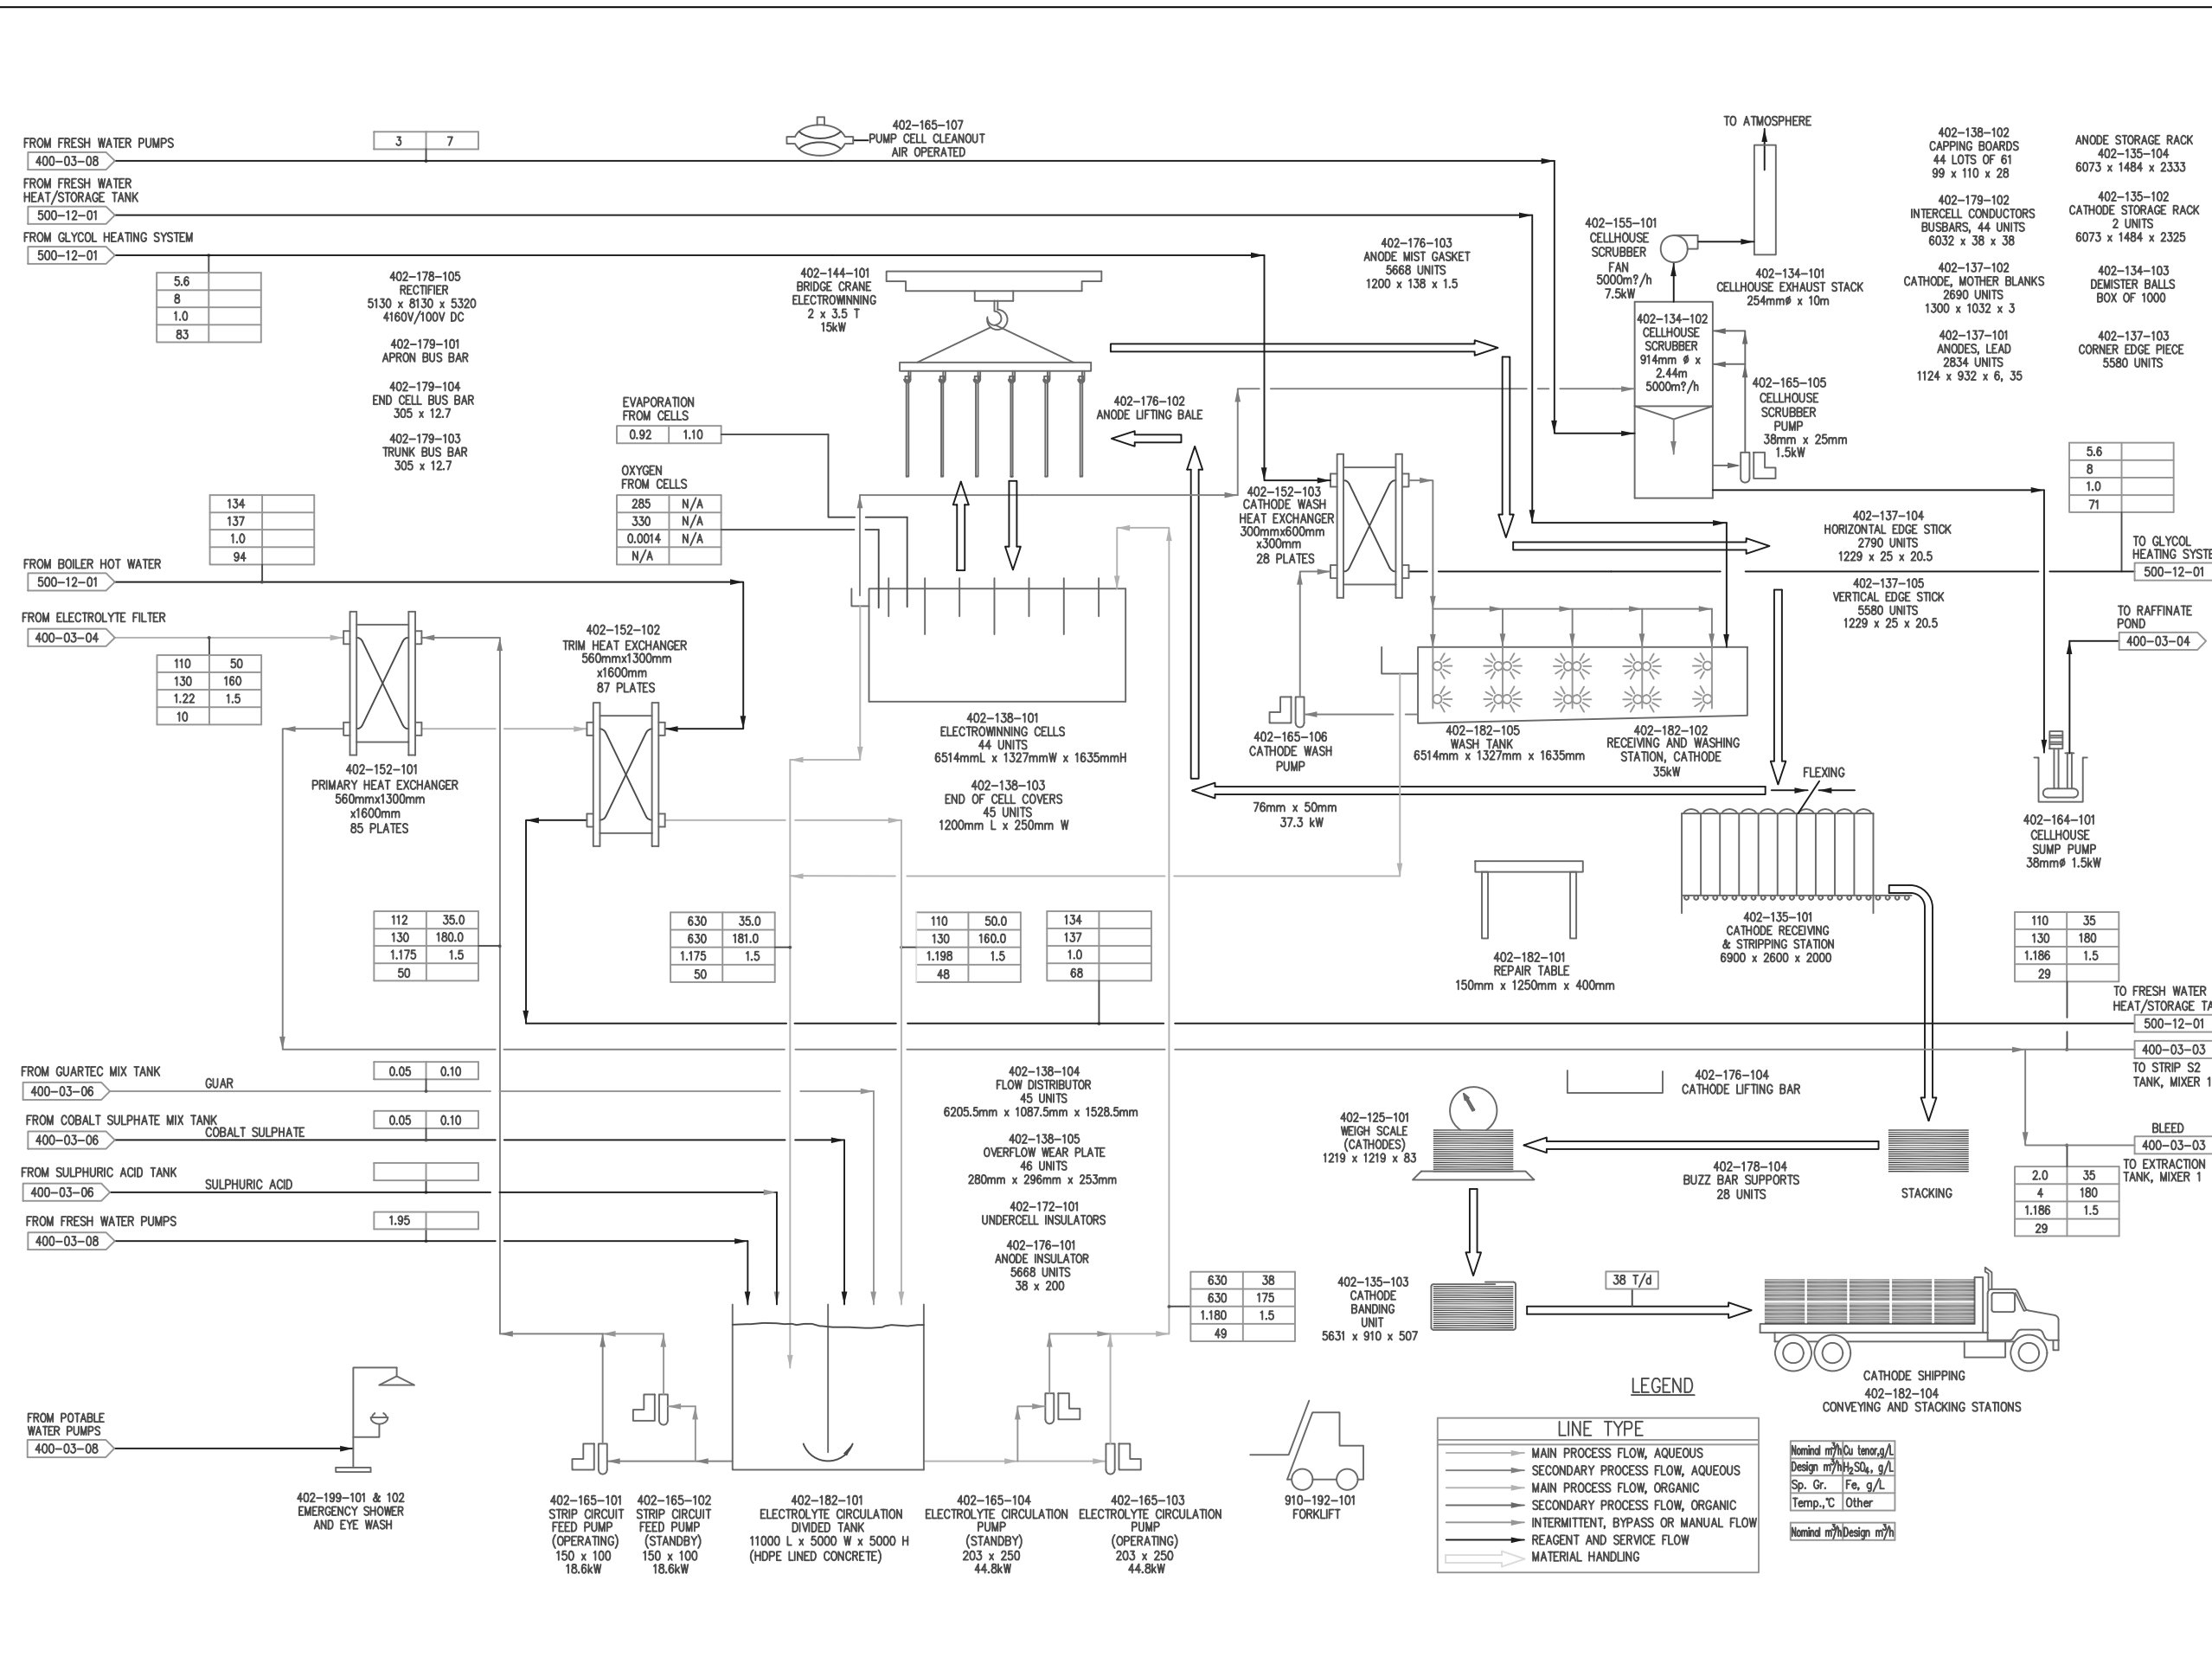 FROM FRESH WATER PUMPS
400-03-08
3 7
FROM FRESH WATER
HEAT/STORAGE TANK
500-12-01
FROM GLYCOL HEATING SYSTEM
500-12-01
5.6
8
1.0
83
402-178-105
RECTIFIER
5130 x 8130 x 5320
4160V/100V DC
402-179-101
APRON BUS BAR
402-179-104
END CELL BUS BAR
305 x 12.7
402-179-103
TRUNK BUS BAR
305 x 12.7
402-165-107
PUMP CELL CLEANOUT
AIR OPERATED
402-144-101
BRIDGE CRANE
ELECTROWINNING
2 x 3.5 T
15kW
EVAPORATION
FROM CELLS
0.92 1.10
OXYGEN
FROM CELLS
285 N/A
330 N/A
0.0014 N/A
N/A
402-176-102
ANODE LIFTING BALE
402-176-103
ANODE MIST GASKET
5668 UNITS
1200 x 138 x 1.5
TO ATMOSPHERE
402-155-101
CELLHOUSE
SCRUBBER
FAN
5000m?/h
7.5kW
402-134-101
CELLHOUSE EXHAUST STACK
254mmø x 10m
402-134-102
CELLHOUSE
SCRUBBER
914mm ø x
2.44m
5000m?/h
402-165-105
CELLHOUSE
SCRUBBER
PUMP
38mm x 25mm
1.5kW
402-138-102
CAPPING BOARDS
44 LOTS OF 61
99 x 110 x 28
402-179-102
INTERCELL CONDUCTORS
BUSBARS, 44 UNITS
6032 x 38 x 38
402-137-102
CATHODE, MOTHER BLANKS
2690 UNITS
1300 x 1032 x 3
402-137-101
ANODES, LEAD
2834 UNITS
1124 x 932 x 6, 35
ANODE STORAGE RACK
402-135-104
6073 x 1484 x 2333
402-135-102
CATHODE STORAGE RACK
2 UNITS
6073 x 1484 x 2325
402-134-103
DEMISTER BALLS
BOX OF 1000
402-137-103
CORNER EDGE PIECE
5580 UNITS
5.6
8
1.0
71
134
137
1.0
94
FROM BOILER HOT WATER
500-12-01
FROM ELECTROLYTE FILTER
400-03-04
110 50
130 160
1.22 1.5
10
402-152-101
PRIMARY HEAT EXCHANGER
560mmx1300mm
x1600mm
85 PLATES
402-152-102
TRIM HEAT EXCHANGER
560mmx1300mm
x1600mm
87 PLATES
402-152-103
CATHODE WASH
HEAT EXCHANGER
300mmx600mm
x300mm
28 PLATES
402-137-104
HORIZONTAL EDGE STICK
2790 UNITS
1229 x 25 x 20.5
402-137-105
VERTICAL EDGE STICK
5580 UNITS
1229 x 25 x 20.5
TO GLYCOL
HEATING SYSTE
500-12-01
TO RAFFINATE
POND
400-03-04
402-138-101
ELECTROWINNING CELLS
44 UNITS
6514mmL x 1327mmW x 1635mmH
402-138-103
END OF CELL COVERS
45 UNITS
1200mm L x 250mm W
402-165-106
CATHODE WASH
PUMP
76mm x 50mm
37.3 kW
402-182-105
WASH TANK
6514mm x 1327mm x 1635mm
402-182-102
RECEIVING AND WASHING
STATION, CATHODE
35kW
FLEXING
402-164-101
CELLHOUSE
SUMP PUMP
38mmø 1.5kW
402-182-101
REPAIR TABLE
150mm x 1250mm x 400mm
402-135-101
CATHODE RECEIVING
& STRIPPING STATION
6900 x 2600 x 2000
112 35.0
130 180.0
1.175 1.5
50
630 35.0
630 181.0
1.175 1.5
50
110 50.0
130 160.0
1.198 1.5
48
134
137
1.0
68
110 35
130 180
1.186 1.5
29
TO FRESH WATER
HEAT/STORAGE TA
500-12-01
400-03-03
TO STRIP S2
TANK, MIXER 1
FROM GUARTEC MIX TANK
400-03-06
GUAR
0.05 0.10
FROM COBALT SULPHATE MIX TANK
400-03-06
COBALT SULPHATE
0.05 0.10
FROM SULPHURIC ACID TANK
400-03-06
SULPHURIC ACID
FROM FRESH WATER PUMPS
400-03-08
1.95
402-138-104
FLOW DISTRIBUTOR
45 UNITS
6205.5mm x 1087.5mm x 1528.5mm
402-138-105
OVERFLOW WEAR PLATE
46 UNITS
280mm x 296mm x 253mm
402-172-101
UNDERCELL INSULATORS
402-176-101
ANODE INSULATOR
5668 UNITS
38 x 200
402-125-101
WEIGH SCALE
(CATHODES)
1219 x 1219 x 83
402-176-104
CATHODE LIFTING BAR
402-178-104
BUZZ BAR SUPPORTS
28 UNITS
STACKING
BLEED
400-03-03
TO EXTRACTION
TANK, MIXER 1
2.0 35
4 180
1.186 1.5
29
630 38
630 175
1.180 1.5
49
402-135-103
CATHODE
BANDING
UNIT
5631 x 910 x 507
38 T/d
CATHODE SHIPPING
402-182-104
CONVEYING AND STACKING STATIONS
FROM POTABLE
WATER PUMPS
400-03-08
402-199-101 & 102
EMERGENCY SHOWER
AND EYE WASH
402-165-101
STRIP CIRCUIT
FEED PUMP
(OPERATING)
150 x 100
18.6kW
402-165-102
STRIP CIRCUIT
FEED PUMP
(STANDBY)
150 x 100
18.6kW
402-182-101
ELECTROLYTE CIRCULATION
DIVIDED TANK
11000 L x 5000 W x 5000 H
(HDPE LINED CONCRETE)
402-165-104
ELECTROLYTE CIRCULATION
PUMP
(STANDBY)
203 x 250
44.8kW
402-165-103
ELECTROLYTE CIRCULATION
PUMP
(OPERATING)
203 x 250
44.8kW
910-192-101
FORKLIFT
LEGEND
LINE TYPE
MAIN PROCESS FLOW, AQUEOUS
SECONDARY PROCESS FLOW, AQUEOUS
MAIN PROCESS FLOW, ORGANIC
SECONDARY PROCESS FLOW, ORGANIC
INTERMITTENT, BYPASS OR MANUAL FLOW
REAGENT AND SERVICE FLOW
MATERIAL HANDLING
Nominal m³/h Cu tenor,g/L
Design m³/h H₂SO₄, g/L
Sp. Gr. Fe, g/L
Temp.,°C Other
Nominal m³/h Design m³/h